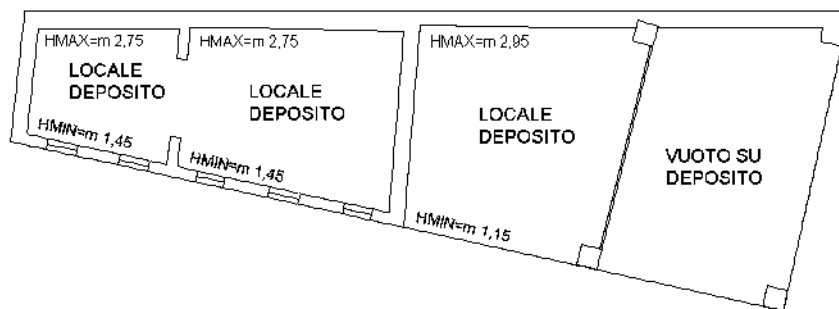 HMAX=m 2,75
LOCALE
DEPOSITO
HMIN=m 1,45
HMAX=m 2,75
LOCALE
DEPOSITO
HMIN=m 1,45
HMAX=m 2,95
LOCALE
DEPOSITO
HMIN=m 1,15
VUOTO SU
DEPOSITO